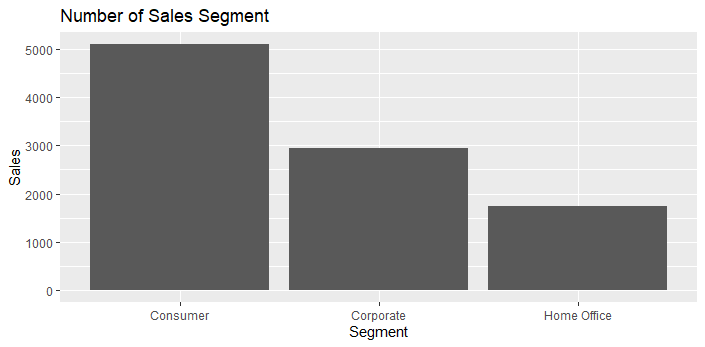 Number of Sales Segment
5000
4000
3000
2000
1000
0
Sales
Consumer
Corporate
Home Office
Segment